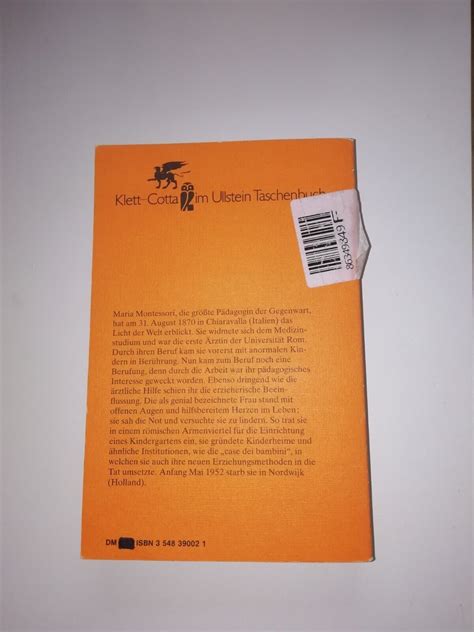 Klett-Cotta im Ullstein Taschenbuch
Maria Montessori, die größte Pädagogin der Gegenwart,
hat am 31. August 1870 in Chiaravalla (Italien) das
Licht der Welt erblickt. Sie widmete sich dem Medizin-
studium und war die erste Ärztin der Universität Rom.
Durch ihren Beruf kam sie vorerst mit anormalen Kin-
dern in Berührung. Nun kam zum Beruf noch eine
Berufung, denn durch die Arbeit war ihr pädagogisches
Interesse geweckt worden. Ebenso dringend wie die
ärztliche Hilfe schien ihr die erzieherische Beein-
flussung. Die als genial bezeichnete Frau stand mit
offenen Augen und hilfsbereitem Herzen im Leben;
sie sah die Not und versuchte sie zu lindern. So trat sie
in einem römischen Armenviertel für die Einrichtung
eines Kindergartens ein, sie gründete Kinderheime und
ähnliche Institutionen, wie die „case dei bambini“, in
welchen sie auch ihre neuen Erziehungsmethoden in die
Tat umsetzte. Anfang Mai 1952 starb sie in Nordwijk
(Holland).
DM ISBN 3 548 39002 1